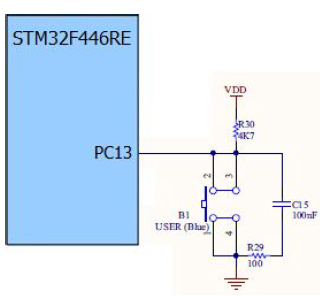 STM32F446RE
VDD
R30
4K7
PC13
2
3
C15
100nF
B1
USER (Blue)
1
4
R29
100